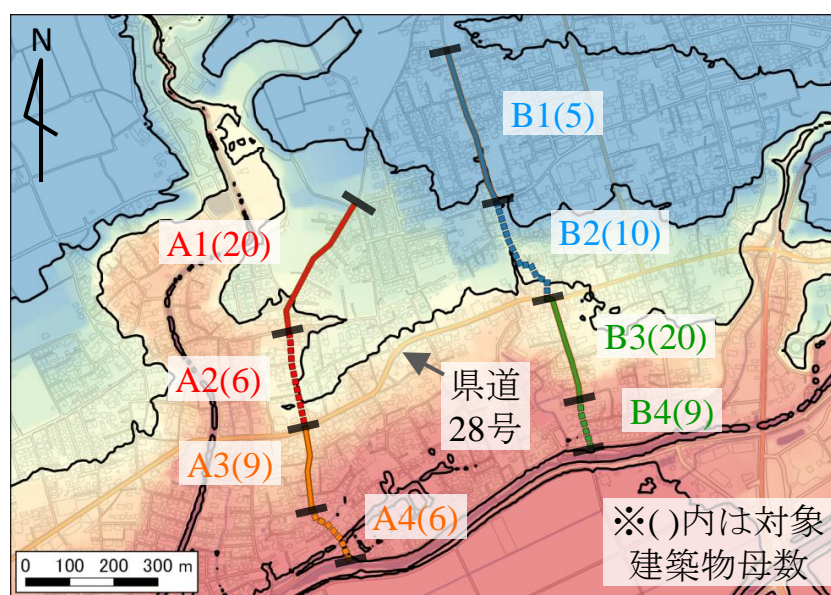 N
B1(5)
A1(20)
B2(10)
B3(20)
A2(6)
県道
28号
B4(9)
A3(9)
A4(6)
※( )内は対象
建築物母数
0 100 200 300 m